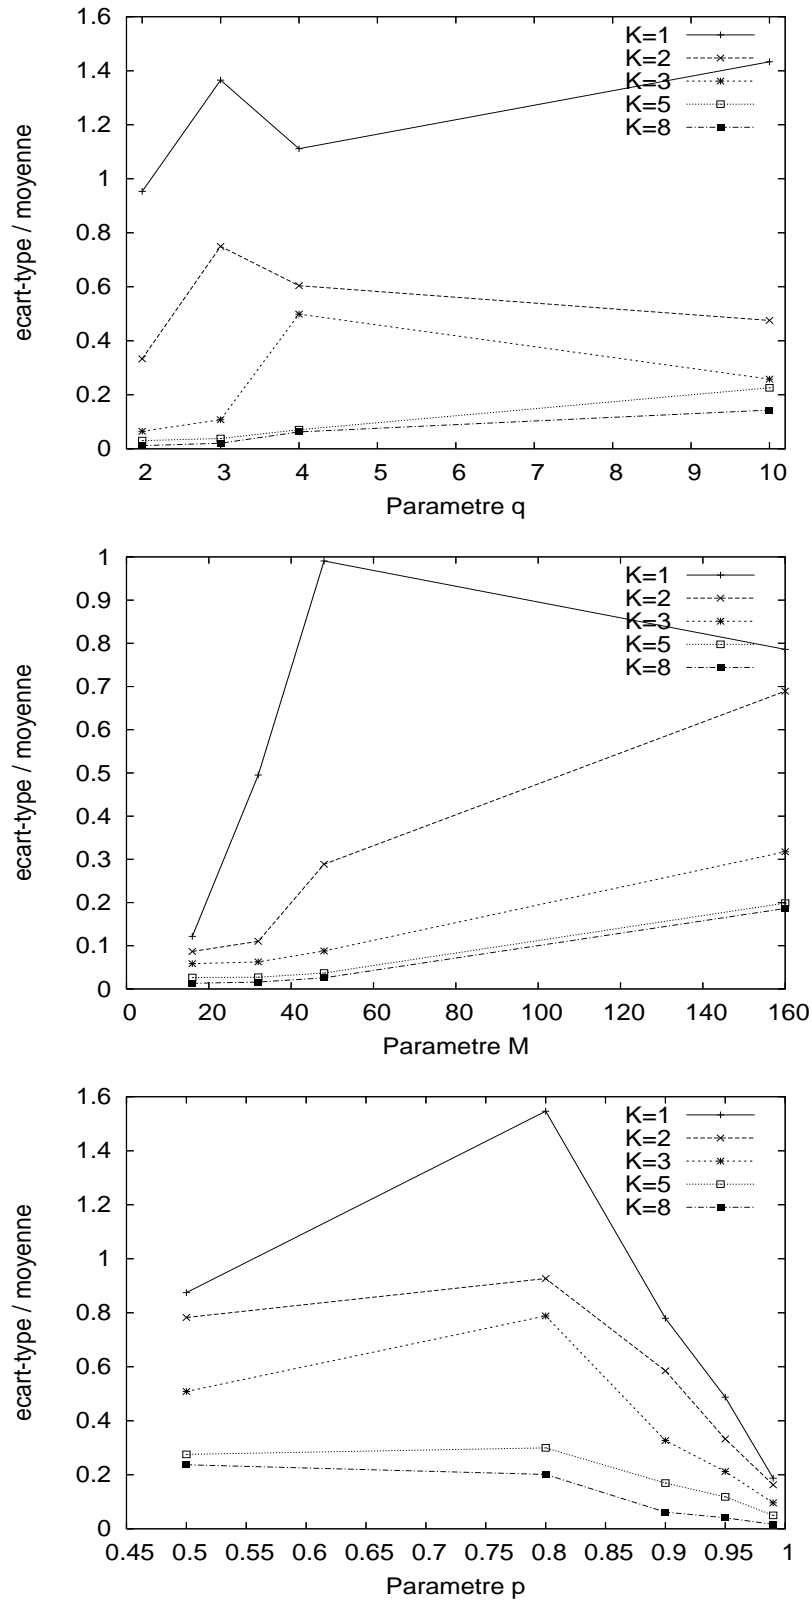 1.6
1.4
1.2
1
0.8
0.6
0.4
0.2
0
ecart-type / moyenne
K=1
K=2
K=3
K=5
K=8
2 3 4 5 6 7 8 9 10
Parametre q
1
0.9
0.8
0.7
0.6
0.5
0.4
0.3
0.2
0.1
0
ecart-type / moyenne
K=1
K=2
K=3
K=5
K=8
0 20 40 60 80 100 120 140 160
Parametre M
1.6
1.4
1.2
1
0.8
0.6
0.4
0.2
0
ecart-type / moyenne
K=1
K=2
K=3
K=5
K=8
0.45 0.5 0.55 0.6 0.65 0.7 0.75 0.8 0.85 0.9 0.95 1
Parametre p